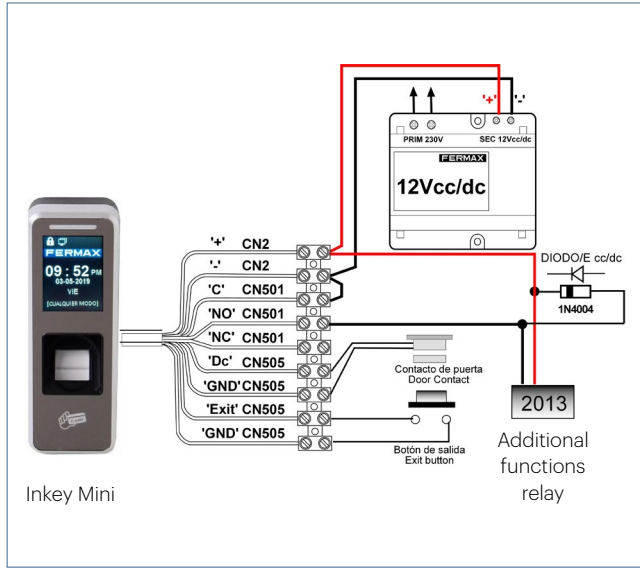 '+' '-'
PRIM 230V SEC 12Vcc/dc
FERMAX
12Vcc/dc
FERMAX
09 : 52 PM
03-05-2019
VIE
[CUALQUIER MODO]
'+' CN2
'-' CN2
'C' CN501
'NO' CN501
'NC' CN501
'Dc' CN505
'GND' CN505
'Exit' CN505
'GND' CN505
DIODO/E cc/dc
1N4004
Contacto de puerta
Door Contact
Botón de salida
Exit button
2013
Additional
functions
relay
Inkey Mini